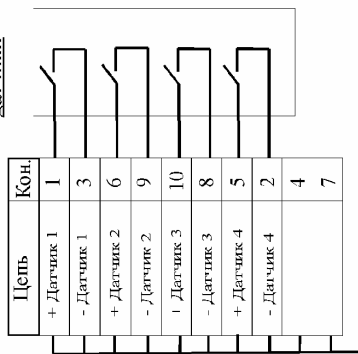 Цепь Кон.
+ Датчик 1 1
- Датчик 1 3
+ Датчик 2 6
- Датчик 2 9
+ Датчик 3 10
- Датчик 3 8
+ Датчик 4 5
- Датчик 4 2
4
7